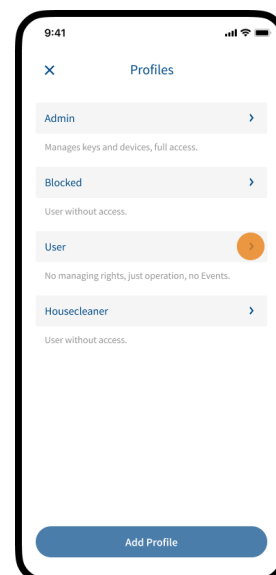 9:41
Profiles
Admin
Manages keys and devices, full access.
Blocked
User without access.
User
No managing rights, just operation, no Events.
Housecleaner
User without access.
Add Profile